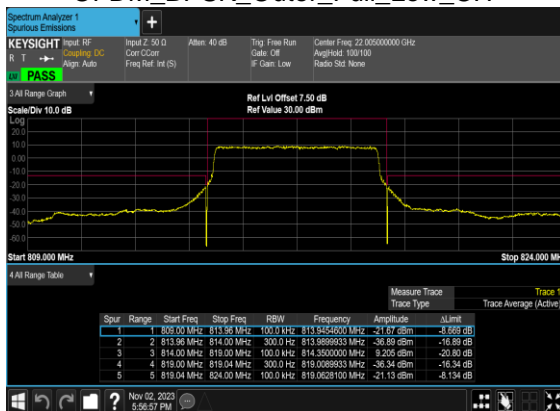 Spectrum Analyzer 1
Spurious Emissions
KEYSIGHT Input: RF Input Z: 50 Ω Atten: 40 dB Trig: Free Run Center Freq: 22.005000000 GHz
R T Coupling: DC Corr CCorr Gate: Off Avg|Hold: 100/100
Align: Auto Freq Ref: Int (S) IF Gain: Low Radio Std: None
PASS
3 All Range Graph
Ref Lvl Offset 7.50 dB
Scale/Div 10.0 dB Ref Value 30.00 dBm
Log
20.0
10.0
0.00
-10.0
-20.0
-30.0
-40.0
-50.0
-60.0
Start 809.000 MHz Stop 824.000 MH
4 All Range Table
Measure Trace Trace 1
Trace Type Trace Average (Active)
Spur Range Start Freq Stop Freq RBW Frequency Amplitude ΔLimit
1 1 809.00 MHz 813.96 MHz 100.0 kHz 813.9454600 MHz -21.67 dBm -8.669 dB
2 2 813.96 MHz 814.00 MHz 300.0 Hz 813.9899933 MHz -36.89 dBm -16.89 dB
3 3 814.00 MHz 819.00 MHz 100.0 kHz 814.3500000 MHz 9.205 dBm -20.80 dB
4 4 819.00 MHz 819.04 MHz 300.0 Hz 819.0089933 MHz -36.34 dBm -16.34 dB
5 5 819.04 MHz 824.00 MHz 100.0 kHz 819.0628100 MHz -21.13 dBm -8.134 dB
Nov 02, 2023
5:56:57 PM